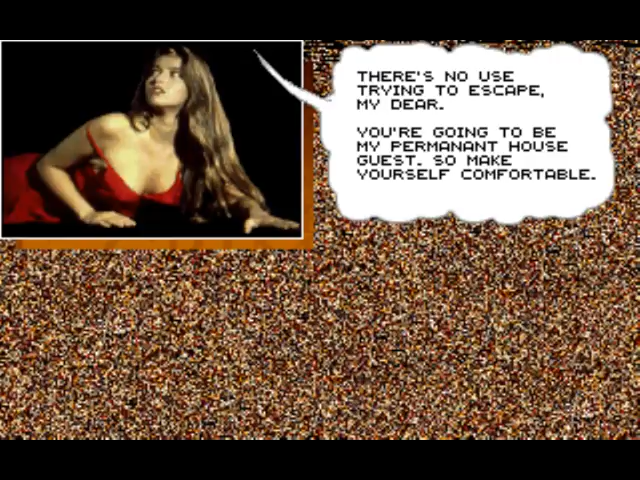 THERE'S NO USE
TRYING TO ESCAPE,
MY DEAR.
YOU'RE GOING TO BE
MY PERMANANT HOUSE
GUEST. SO MAKE
YOURSELF COMFORTABLE.